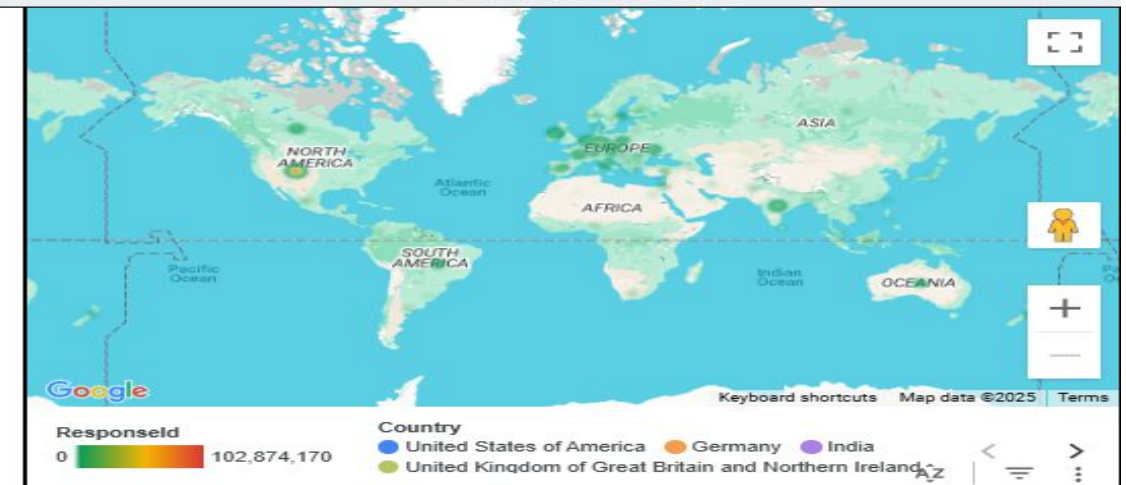 ASIA
NORTH
AMERICA
EUROPE
Atlantic
Ocean
AFRICA
SOUTH
AMERICA
Pacific
Ocean
Indian
Ocean
OCEANIA
Google
Keyboard shortcuts Map data ©2025 Terms
ResponseId
0 102,874,170
Country
United States of America Germany India
United Kingdom of Great Britain and Northern Ireland
AZ